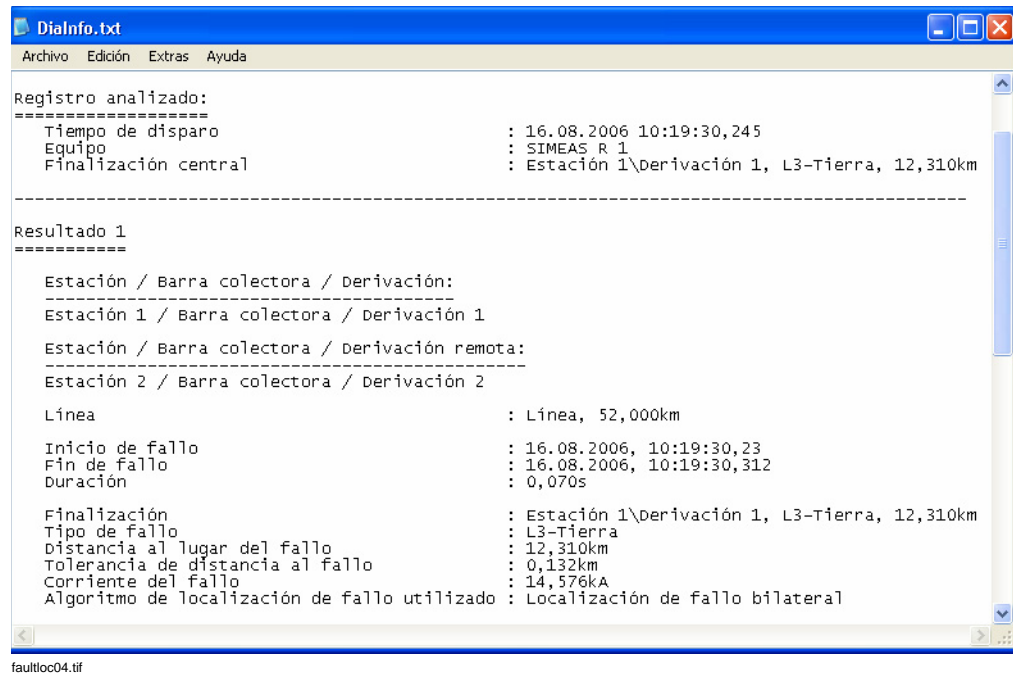 DiaInfo.txt
Archivo Edición Extras Ayuda
Registro analizado:
===================
Tiempo de disparo : 16.08.2006 10:19:30,245
Equipo : SIMEAS R 1
Finalización central : Estación 1\Derivación 1, L3-Tierra, 12,310km
---------------------------------------------------------------------------------------------
Resultado 1
===========
Estación / Barra colectora / Derivación:
----------------------------------------
Estación 1 / Barra colectora / Derivación 1
Estación / Barra colectora / Derivación remota:
-----------------------------------------------
Estación 2 / Barra colectora / Derivación 2
Línea : Línea, 52,000km
Inicio de fallo : 16.08.2006, 10:19:30,23
Fin de fallo : 16.08.2006, 10:19:30,312
Duración : 0,070s
Finalización : Estación 1\Derivación 1, L3-Tierra, 12,310km
Tipo de fallo : L3-Tierra
Distancia al lugar del fallo : 12,310km
Tolerancia de distancia al fallo : 0,132km
Corriente del fallo : 14,576kA
Algoritmo de localización de fallo utilizado : Localización de fallo bilateral
faultloc04.tif